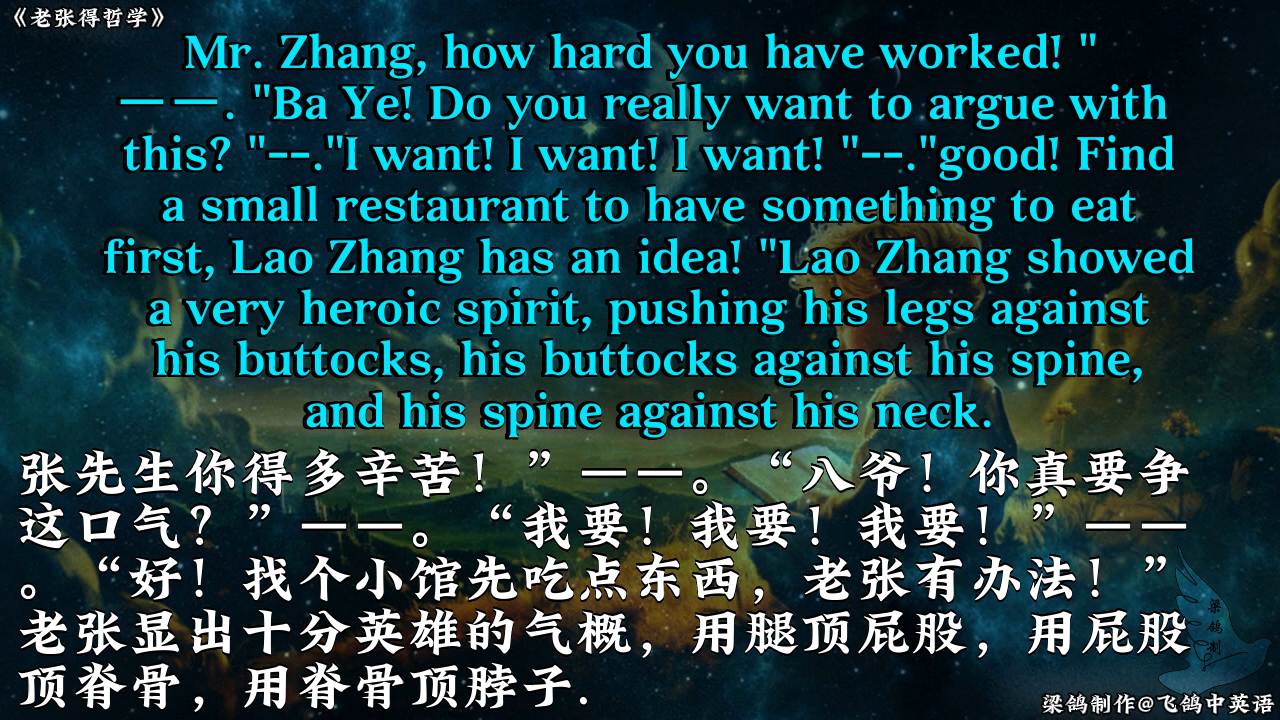 《老张得哲学》
Mr. Zhang, how hard you have worked! "
——. "Ba Ye! Do you really want to argue with
this? "--."I want! I want! I want! "--."good! Find
a small restaurant to have something to eat
first, Lao Zhang has an idea! "Lao Zhang showed
a very heroic spirit, pushing his legs against
his buttocks, his buttocks against his spine,
and his spine against his neck.
张先生你得多辛苦！”——。“八爷！你真要争
这口气？”——。“我要！我要！我要！”——
。“好！找个小馆先吃点东西，老张有办法！”
老张显出十分英雄的气概，用腿顶屁股，用屁股
顶脊骨，用脊骨顶脖子.
梁鸽制
梁鸽制作@飞鸽中英语